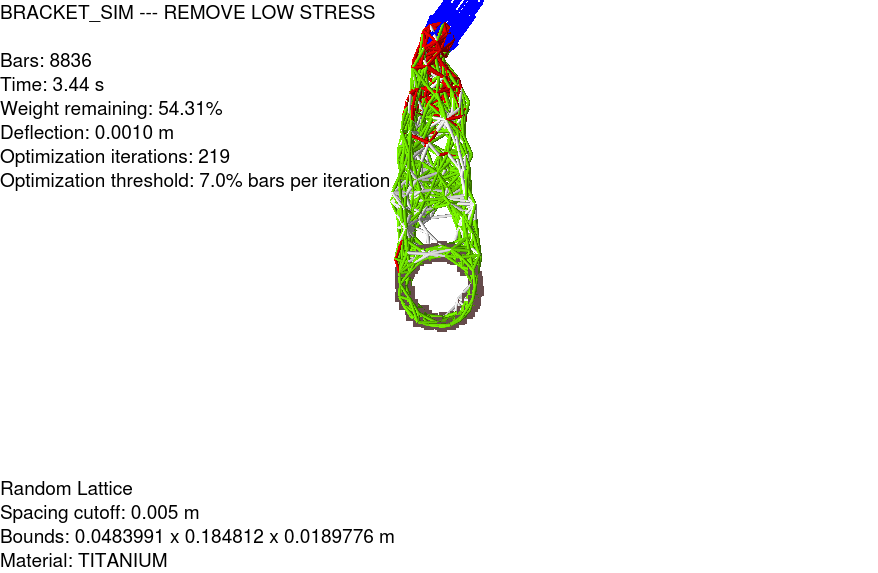 BRACKET_SIM --- REMOVE LOW STRESS
Bars: 8836
Time: 3.44 s
Weight remaining: 54.31%
Deflection: 0.0010 m
Optimization iterations: 219
Optimization threshold: 7.0% bars per iteration
Random Lattice
Spacing cutoff: 0.005 m
Bounds: 0.0483991 x 0.184812 x 0.0189776 m
Material: TITANIUM